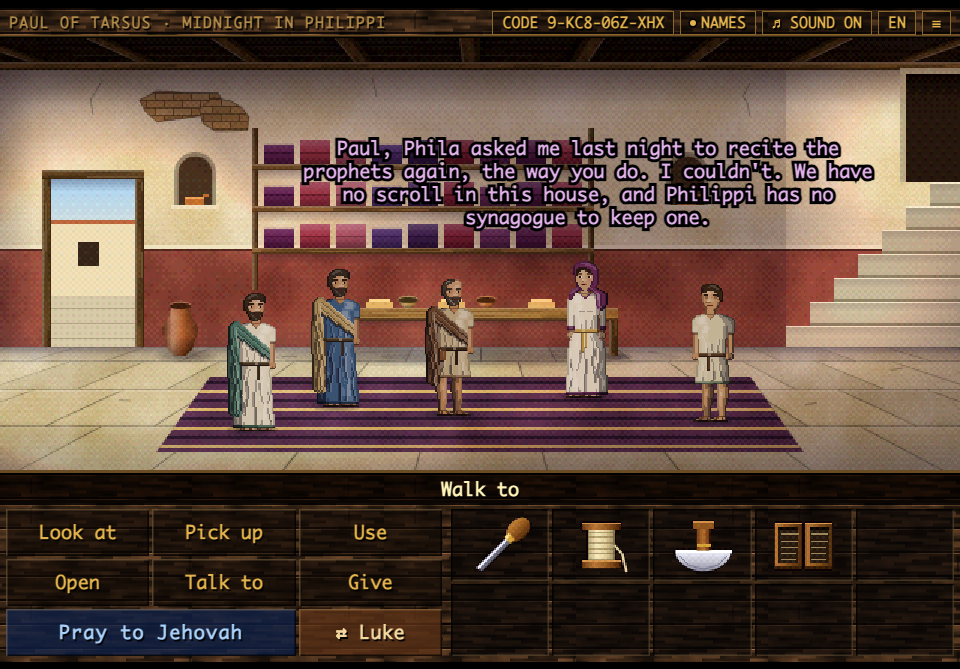 PAUL OF TARSUS · MIDNIGHT IN PHILIPPI
CODE 9-KC8-06Z-XHX
• NAMES
♬ SOUND ON
EN
≡
Paul, Phila asked me last night to recite the
prophets again, the way you do. I couldn't. We have
no scroll in this house, and Philippi has no
synagogue to keep one.
Walk to
Look at
Pick up
Use
Open
Talk to
Give
Pray to Jehovah
⇄ Luke